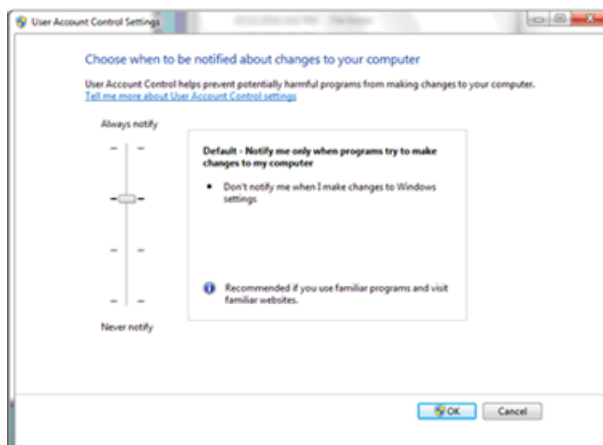 User Account Control Settings
Choose when to be notified about changes to your computer
User Account Control helps prevent potentially harmful programs from making changes to your computer.
Tell me more about User Account Control settings
Always notify
Default - Notify me only when programs try to make
changes to my computer
• Don't notify me when I make changes to Windows
settings
Recommended if you use familiar programs and visit
familiar websites.
Never notify
OK Cancel